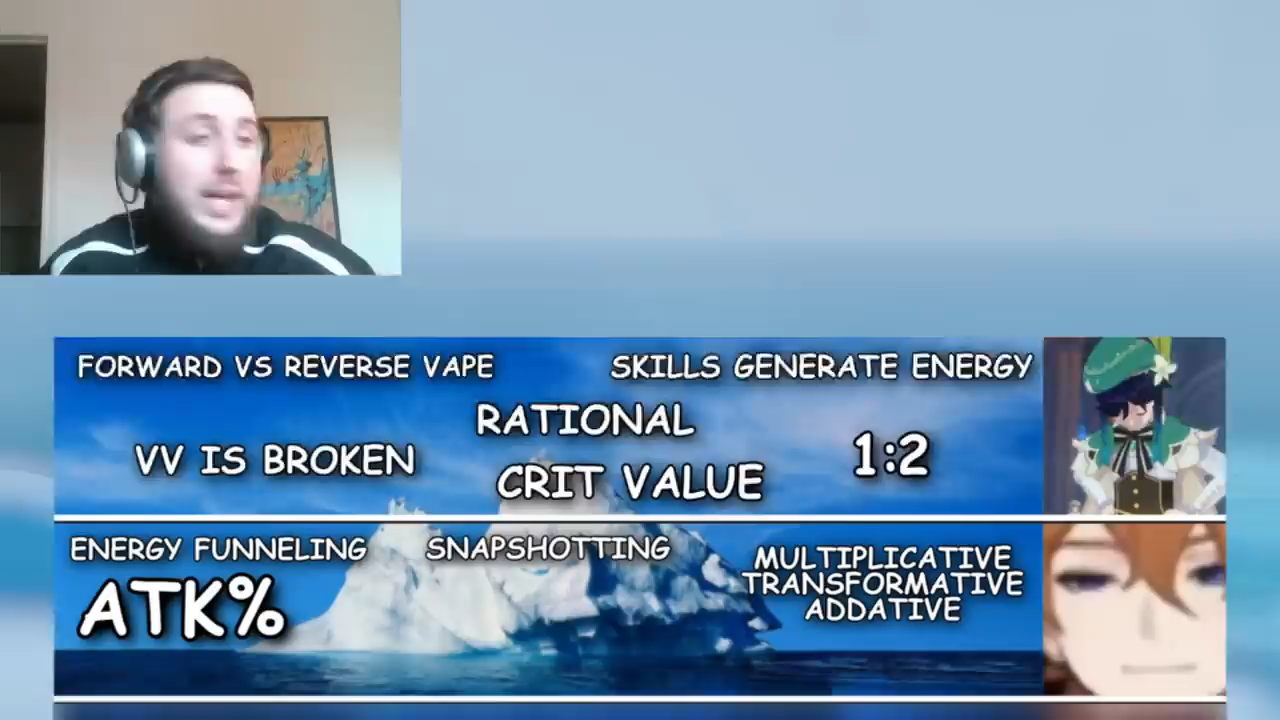 FORWARD VS REVERSE VAPE
SKILLS GENERATE ENERGY
RATIONAL
VV IS BROKEN
1:2
CRIT VALUE
ENERGY FUNNELING
SNAPSHOTTING
MULTIPLICATIVE
TRANSFORMATIVE
ADDATIVE
ATK%